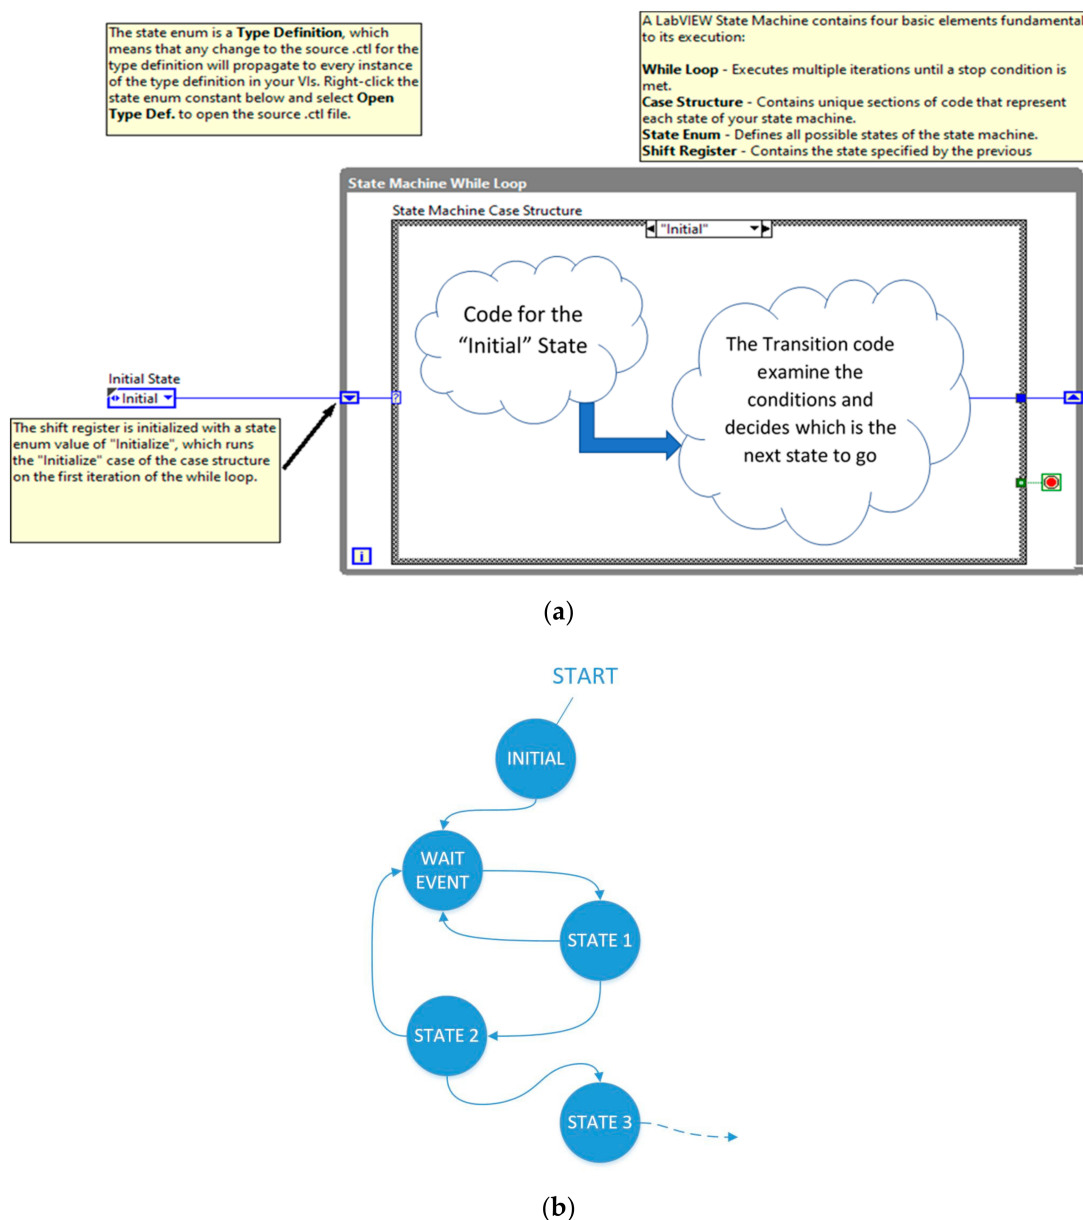 The state enum is a Type Definition, which
means that any change to the source .ctl for the
type definition will propagate to every instance
of the type definition in your VIs. Right-click the
state enum constant below and select Open
Type Def. to open the source .ctl file.
A LabVIEW State Machine contains four basic elements fundamental
to its execution:
While Loop - Executes multiple iterations until a stop condition is
met.
Case Structure - Contains unique sections of code that represent
each state of your state machine.
State Enum - Defines all possible states of the state machine.
Shift Register - Contains the state specified by the previous
State Machine While Loop
State Machine Case Structure
"Initial"
Code for the
“Initial” State
The Transition code
examine the
conditions and
decides which is the
next state to go
Initial State
Initial
?
The shift register is initialized with a state
enum value of "Initialize", which runs
the "Initialize" case of the case structure
on the first iteration of the while loop.
i
(a)
START
INITIAL
WAIT
EVENT
STATE 1
STATE 2
STATE 3
(b)